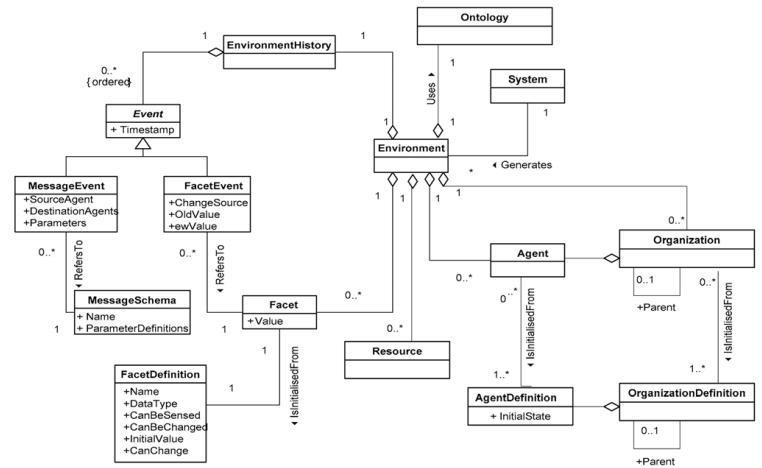 Ontology
1
EnvironmentHistory
1
1
0..*
{ordered}
Uses
System
1
Event
+ Timestamp
1
1
Environment
Generates
*
MessageEvent
+SourceAgent
+DestinationAgents
+Parameters
FacetEvent
+ChangeSource
+OldValue
+ewValue
1
1
1
1
0..*
Organization
Agent
0..*
0..*
RefersTo
RefersTo
0..*
0..*
0..1
+Parent
0..*
MessageSchema
+ Name
+ ParameterDefinitions
1
Facet
+Value
1
0..*
0..*
Resource
IsInitialisedFrom
IsInitialisedFrom
1
IsInitialisedFrom
FacetDefinition
+Name
+DataType
+CanBeSensed
+CanBeChanged
+InitialValue
+CanChange
1
1..*
1..*
AgentDefinition
+ InitialState
OrganizationDefinition
0..1
+Parent